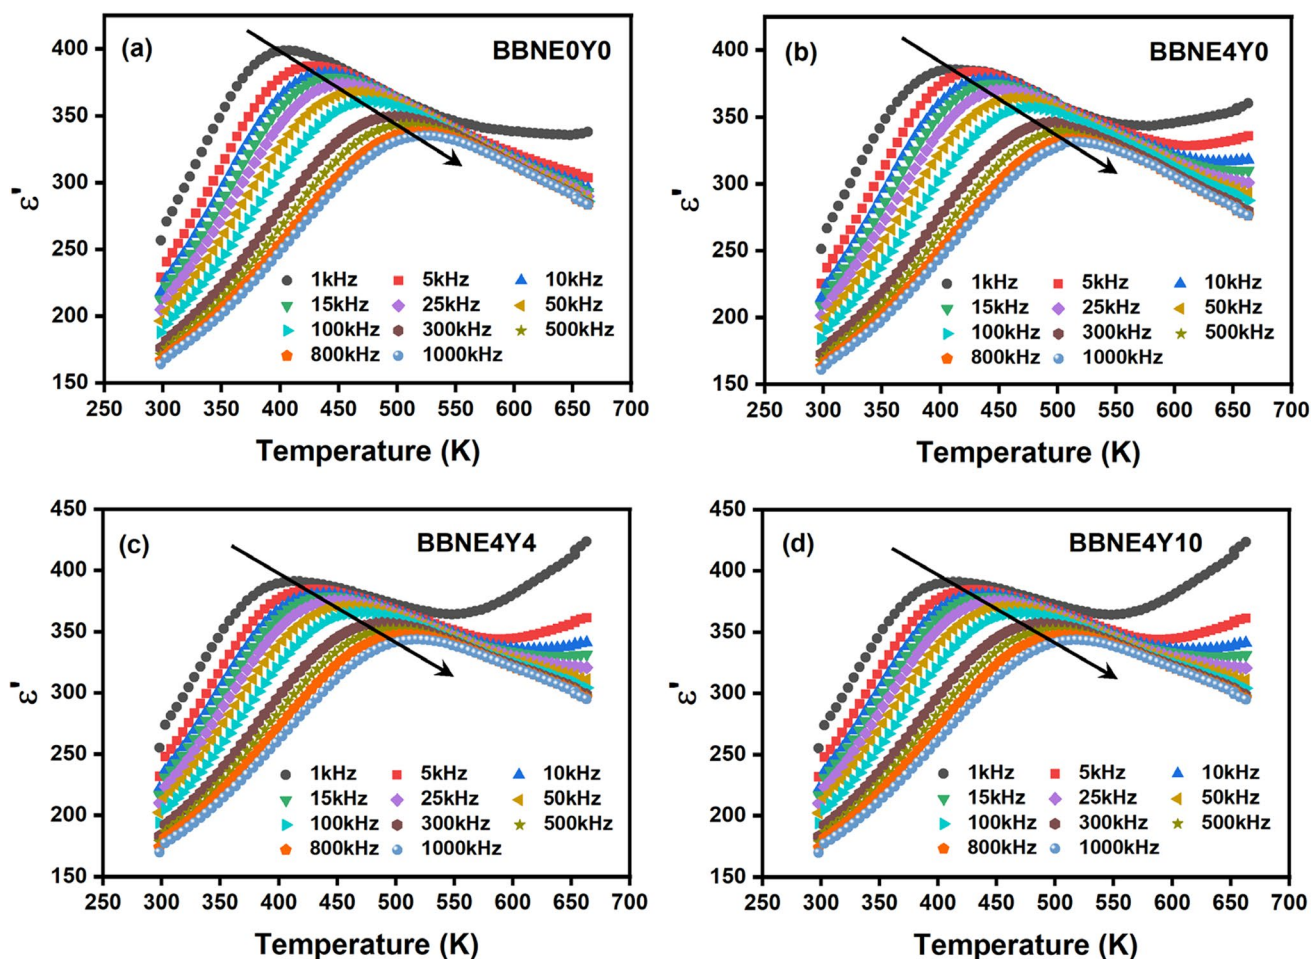 (a)
BBNE0Y0
400
350
300
250
200
150
ε'
1kHz 5kHz 10kHz
15kHz 25kHz 50kHz
100kHz 300kHz 500kHz
800kHz 1000kHz
250 300 350 400 450 500 550 600 650 700
Temperature (K)
(b)
BBNE4Y0
400
350
300
250
200
150
ε'
1kHz 5kHz 10kHz
15kHz 25kHz 50kHz
100kHz 300kHz 500kHz
800kHz 1000kHz
250 300 350 400 450 500 550 600 650 700
Temperature (K)
(c)
BBNE4Y4
450
400
350
300
250
200
150
ε'
1kHz 5kHz 10kHz
15kHz 25kHz 50kHz
100kHz 300kHz 500kHz
800kHz 1000kHz
250 300 350 400 450 500 550 600 650 700
Temperature (K)
(d)
BBNE4Y10
450
400
350
300
250
200
150
ε'
1kHz 5kHz 10kHz
15kHz 25kHz 50kHz
100kHz 300kHz 500kHz
800kHz 1000kHz
250 300 350 400 450 500 550 600 650 700
Temperature (K)